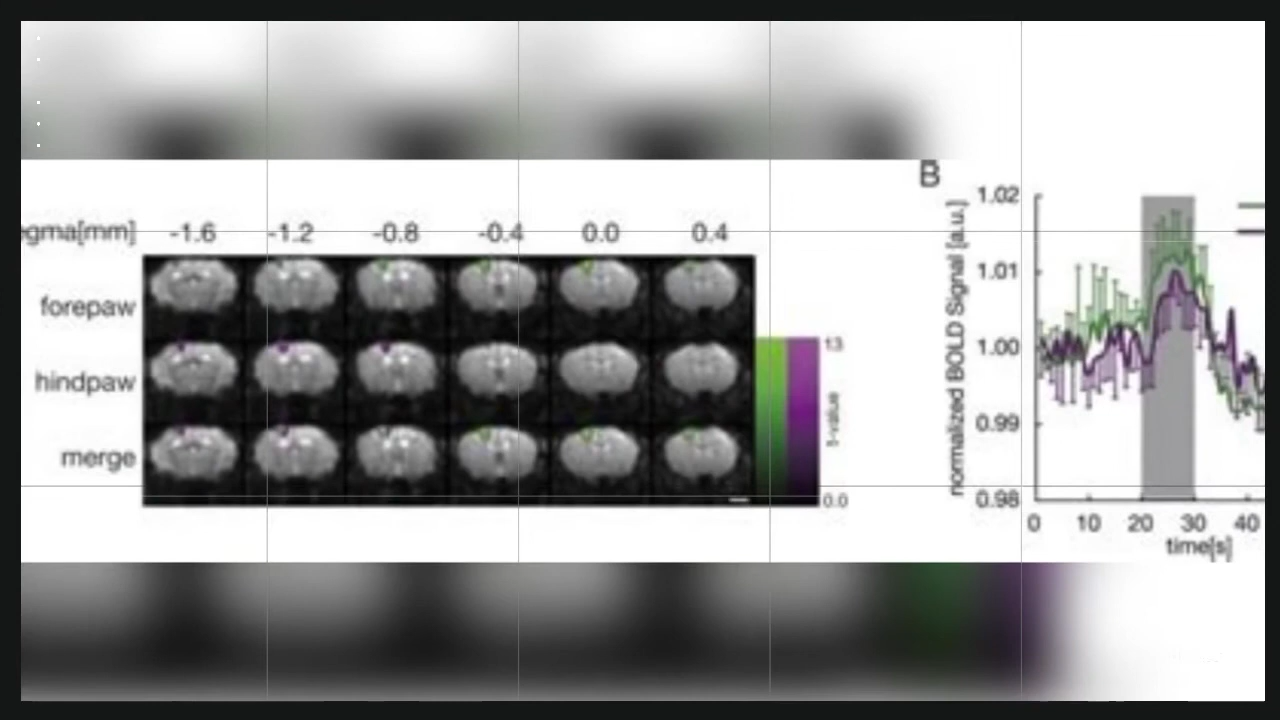 B
gma[mm] -1.6 -1.2 -0.8 -0.4 0.0 0.4
forepaw
hindpaw
merge
13
t-value
0.0
normalized BOLD Signal [a.u.]
1.02
1.01
1.00
0.99
0.98
0 10 20 30 40
time[s]